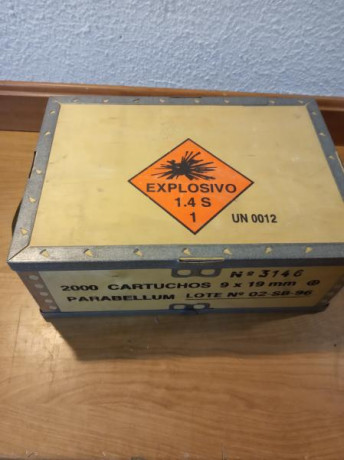 EXPLOSIVO
1.4 S
1
UN 0012
Nº 3146
2000 CARTUCHOS 9 x 19 mm
PARABELLUM LOTE Nº 02-SB-96